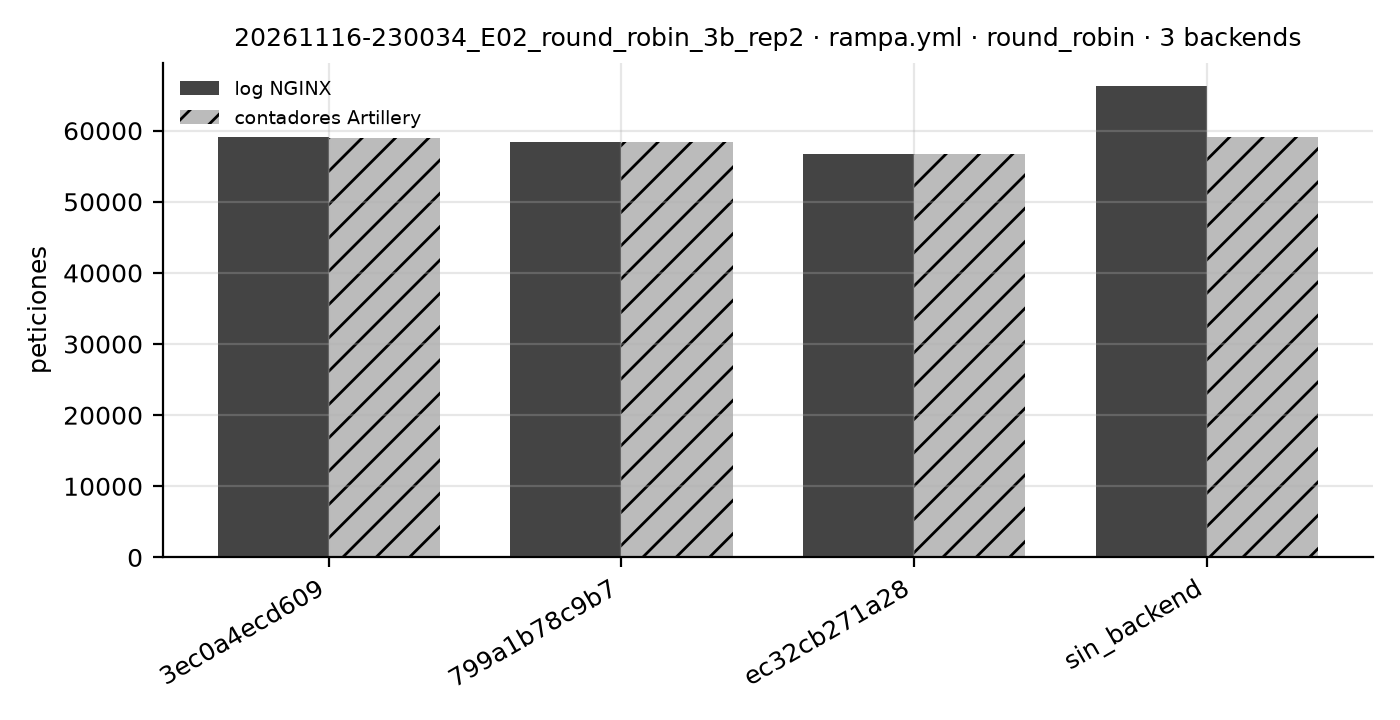 20261116-230034_E02_round_robin_3b_rep2 · rampa.yml · round_robin · 3 backends
log NGINX
contadores Artillery
peticiones
60000
50000
40000
30000
20000
10000
0
3ec0a4ecd609
799a1b78c9b7
ec32cb271a28
sin_backend